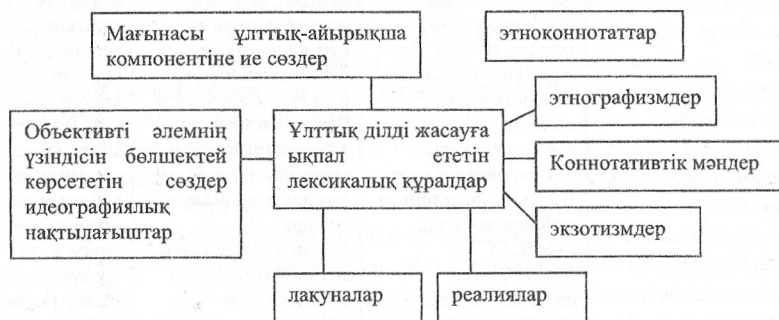 Мағынасы ұлттық-айырықша
компонентіне ие сөздер
этноконнотаттар
этнографизмдер
Объективті әлемнің
үзіндісін бөлшектей
көрсететін сөздер
идеографиялық
нақтылағыштар
Ұлттық ділді жасауға
ықпал ететін
лексикалық құралдар
Коннотативтік мәндер
экзотизмдер
лакуналар
реалиялар